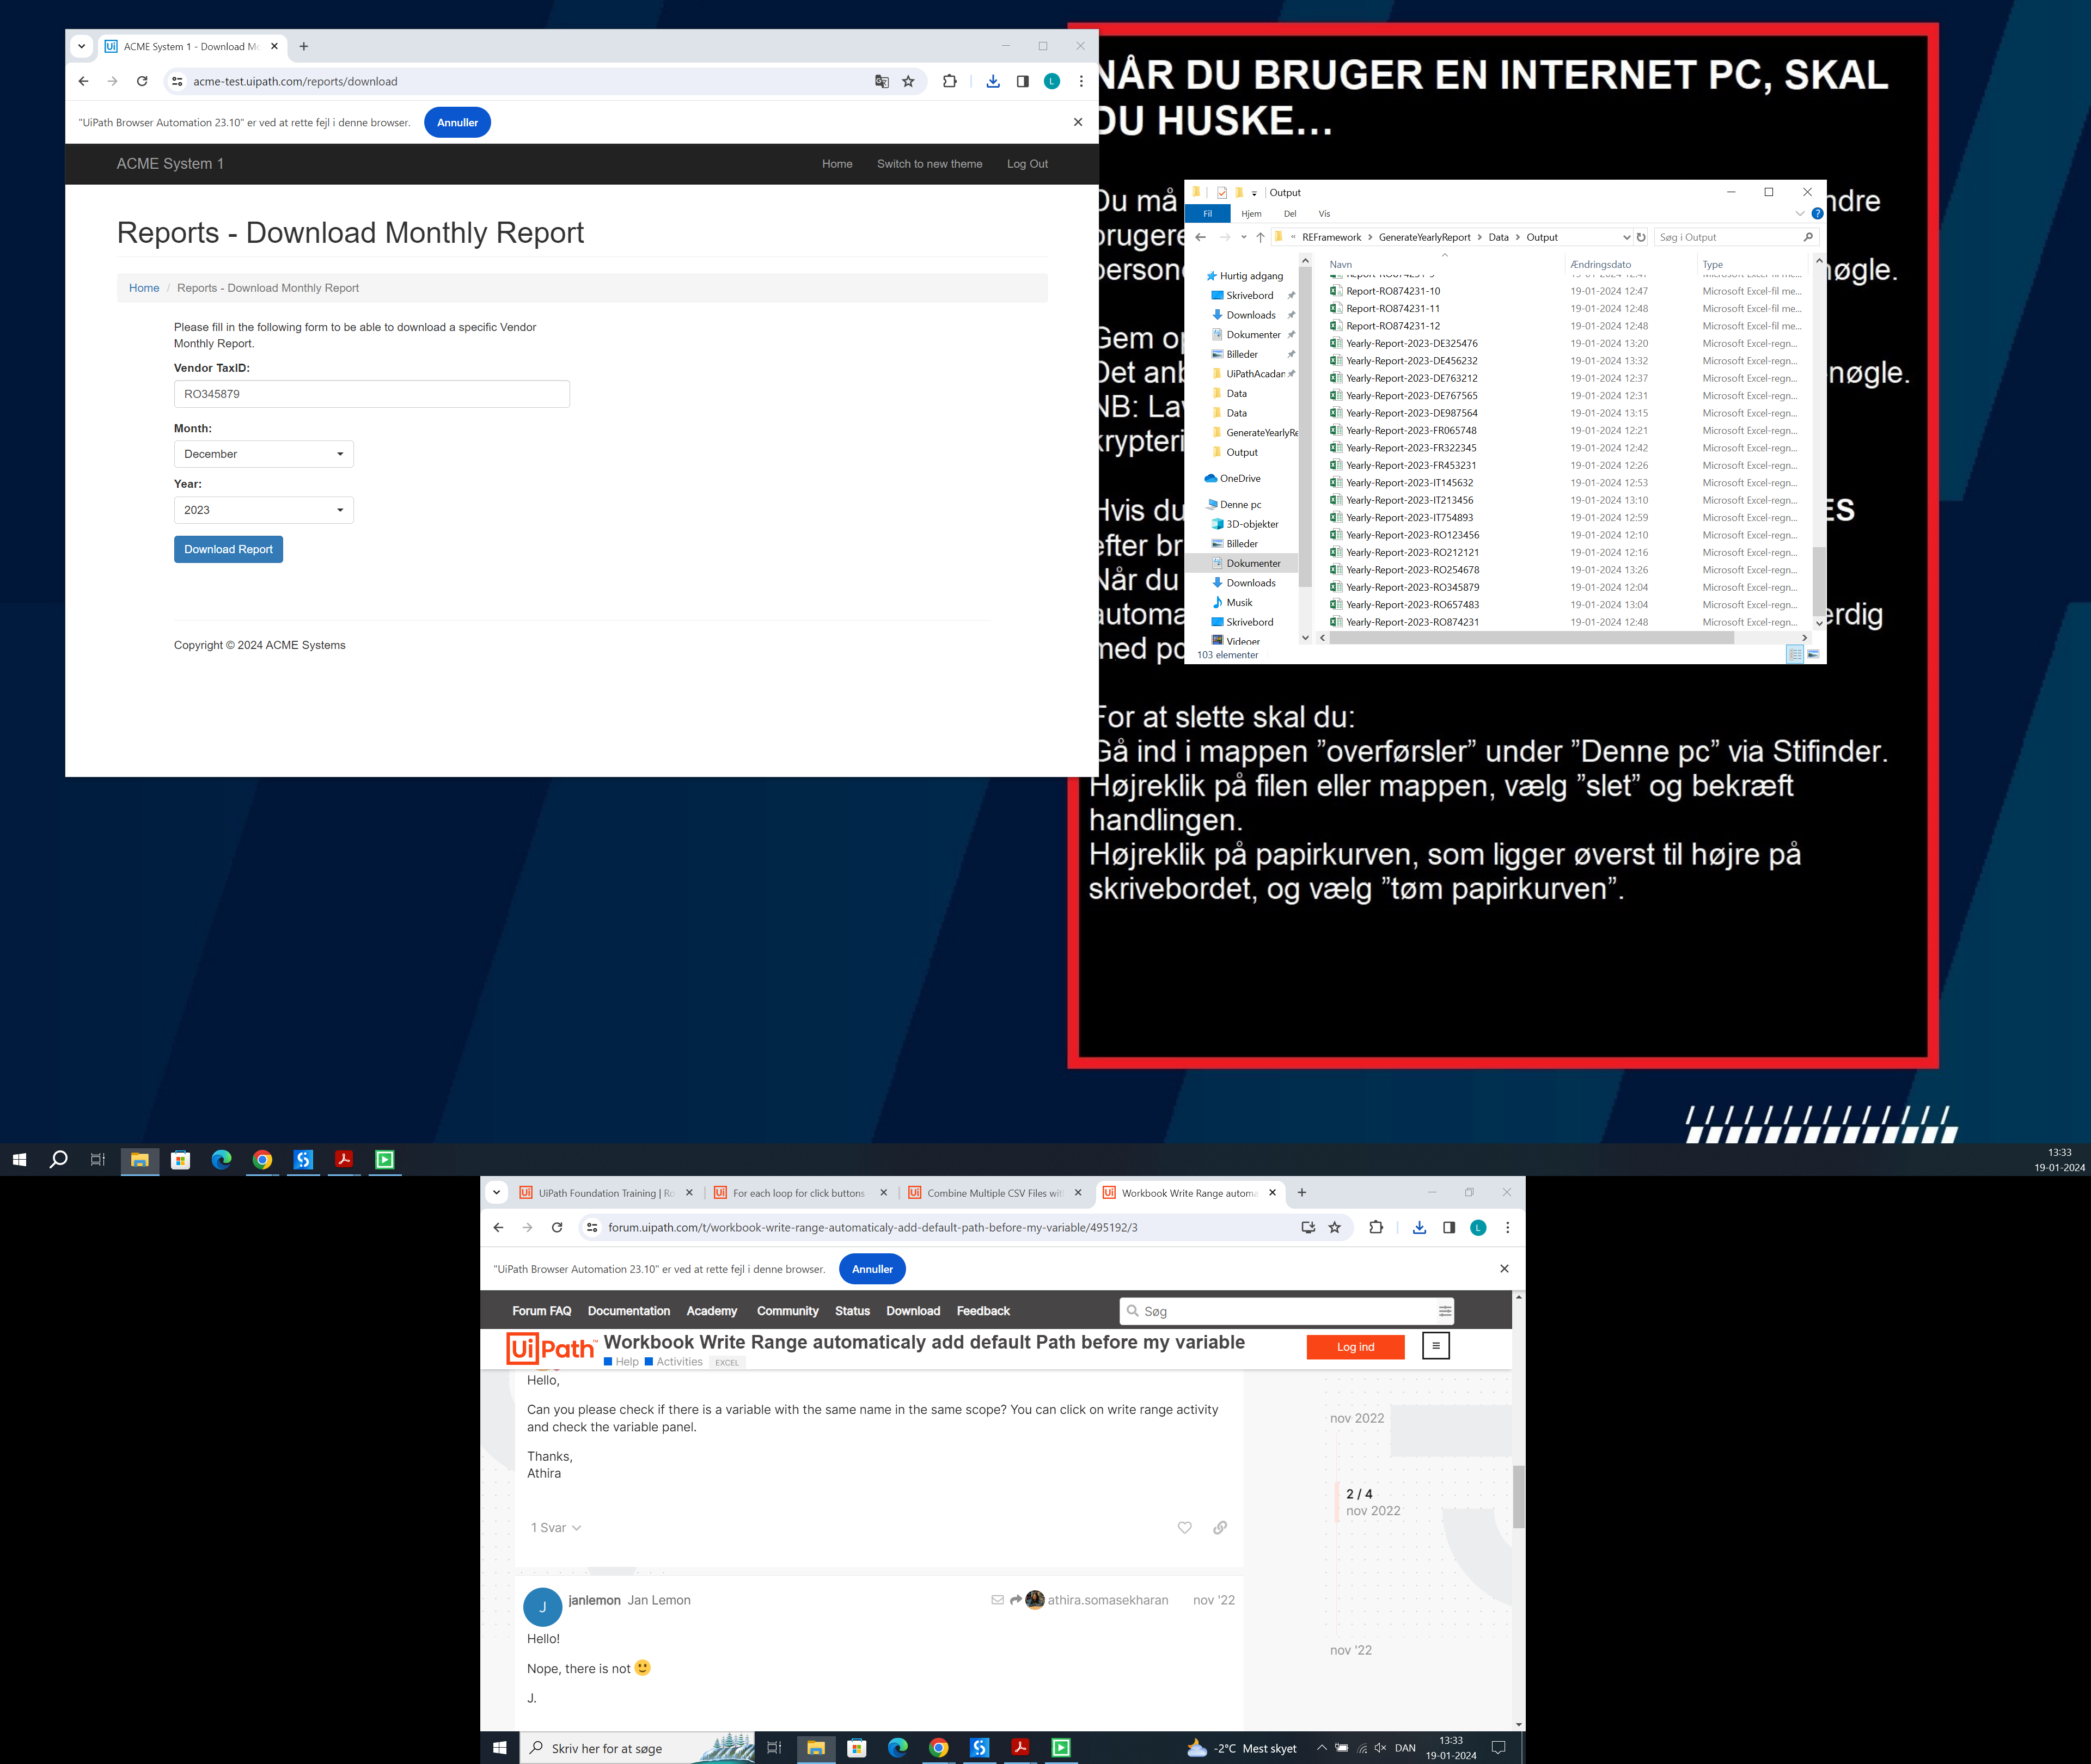 ACME System 1 - Download Mo
acme-test.uipath.com/reports/download
L
"UiPath Browser Automation 23.10" er ved at rette fejl i denne browser.
Annuller
ACME System 1
Home
Switch to new theme
Log Out
Reports - Download Monthly Report
Home / Reports - Download Monthly Report
Please fill in the following form to be able to download a specific Vendor
Monthly Report.
Vendor TaxID:
RO345879
Month:
December
Year:
2023
Download Report
Copyright © 2024 ACME Systems
NÅR DU BRUGER EN INTERNET PC, SKAL
DU HUSKE...
Du må
ndre
brugere
øgle.
Gem
Det
nøgle.
NB:
Hvis du
ES
efter
Når du
erdig
med
For at slette skal du:
Gå ind i mappen ”overførsler” under ”Denne pc” via Stifinder.
Højreklik på filen eller mappen, vælg ”slet” og bekræft
handlingen.
Højreklik på papirkurven, som ligger øverst til højre på
skrivebordet, og vælg ”tøm papirkurven”.
Output
Fil
Hjem
Del
Vis
« REFramework > GenerateYearlyReport > Data > Output
Søg i Output
Hurtig adgang
Skrivebord
Downloads
Dokumenter
Billeder
UiPathAcadan
Data
Data
GenerateYearlyRe
Output
OneDrive
Denne pc
3D-objekter
Billeder
Dokumenter
Downloads
Musik
Skrivebord
Videoer
Navn Ændringsdato Type
Report-RO874231-10 19-01-2024 12:47 Microsoft Excel-fil me...
Report-RO874231-11 19-01-2024 12:48 Microsoft Excel-fil me...
Report-RO874231-12 19-01-2024 12:48 Microsoft Excel-fil me...
Yearly-Report-2023-DE325476 19-01-2024 13:20 Microsoft Excel-regn...
Yearly-Report-2023-DE456232 19-01-2024 13:32 Microsoft Excel-regn...
Yearly-Report-2023-DE763212 19-01-2024 12:37 Microsoft Excel-regn...
Yearly-Report-2023-DE767565 19-01-2024 12:31 Microsoft Excel-regn...
Yearly-Report-2023-DE987564 19-01-2024 13:15 Microsoft Excel-regn...
Yearly-Report-2023-FR065748 19-01-2024 12:21 Microsoft Excel-regn...
Yearly-Report-2023-FR322345 19-01-2024 12:42 Microsoft Excel-regn...
Yearly-Report-2023-FR453231 19-01-2024 12:26 Microsoft Excel-regn...
Yearly-Report-2023-IT145632 19-01-2024 12:53 Microsoft Excel-regn...
Yearly-Report-2023-IT213456 19-01-2024 13:10 Microsoft Excel-regn...
Yearly-Report-2023-IT754893 19-01-2024 12:59 Microsoft Excel-regn...
Yearly-Report-2023-RO123456 19-01-2024 12:10 Microsoft Excel-regn...
Yearly-Report-2023-RO212121 19-01-2024 12:16 Microsoft Excel-regn...
Yearly-Report-2023-RO254678 19-01-2024 13:26 Microsoft Excel-regn...
Yearly-Report-2023-RO345879 19-01-2024 12:04 Microsoft Excel-regn...
Yearly-Report-2023-RO657483 19-01-2024 13:04 Microsoft Excel-regn...
Yearly-Report-2023-RO874231 19-01-2024 12:48 Microsoft Excel-regn...
103 elementer
13:33
19-01-2024
UiPath Foundation Training | Ro
For each loop for click buttons
Combine Multiple CSV Files wit
Workbook Write Range automa
forum.uipath.com/t/workbook-write-range-automaticaly-add-default-path-before-my-variable/495192/3
L
"UiPath Browser Automation 23.10" er ved at rette fejl i denne browser.
Annuller
Forum FAQ
Documentation
Academy
Community
Status
Download
Feedback
Søg
UiPath™
Workbook Write Range automaticaly add default Path before my variable
Help
Activities
EXCEL
Log ind
Hello,
Can you please check if there is a variable with the same name in the same scope? You can click on write range activity
and check the variable panel.
Thanks,
Athira
1 Svar
nov 2022
2 / 4
nov 2022
nov '22
J
janlemon Jan Lemon
athira.somasekharan
nov '22
Hello!
Nope, there is not
J.
Skriv her for at søge
-2°C Mest skyet
DAN
13:33
19-01-2024